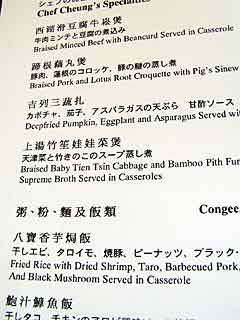 Chef Cheung's Specialties
西蹄滑豆腐牛崧煲
牛肉ミンチと豆腐の煮込み
Braised Minced Beef with Beancurd Served in Casserole
蹄根藕丸煲
豚肉、蓮根のコロッケ、豚の腱の蒸し煮
Braised Pork and Lotus Root Croquette with Pig's Sinew
吉列三蔬扎
カボチャ、茄子、アスパラガスの天ぷら 甘酢ソース
Deepfried Pumpkin, Eggplant and Asparagus Served with
上湯竹笙娃娃菜煲
天津菜と竹きのこのスープ蒸し煮
Braised Baby Tien Tsin Cabbage and Bamboo Pith Fun
Supreme Broth Served in Casseroles
粥、粉、麵及飯類 Congee,
八寶香芋焗飯
干しエビ、タロイモ、焼豚、ピーナッツ、ブラック・
Fried Rice with Dried Shrimp, Taro, Barbecued Pork,
And Black Mushroom Served in Casserole
鮑汁鱆魚飯